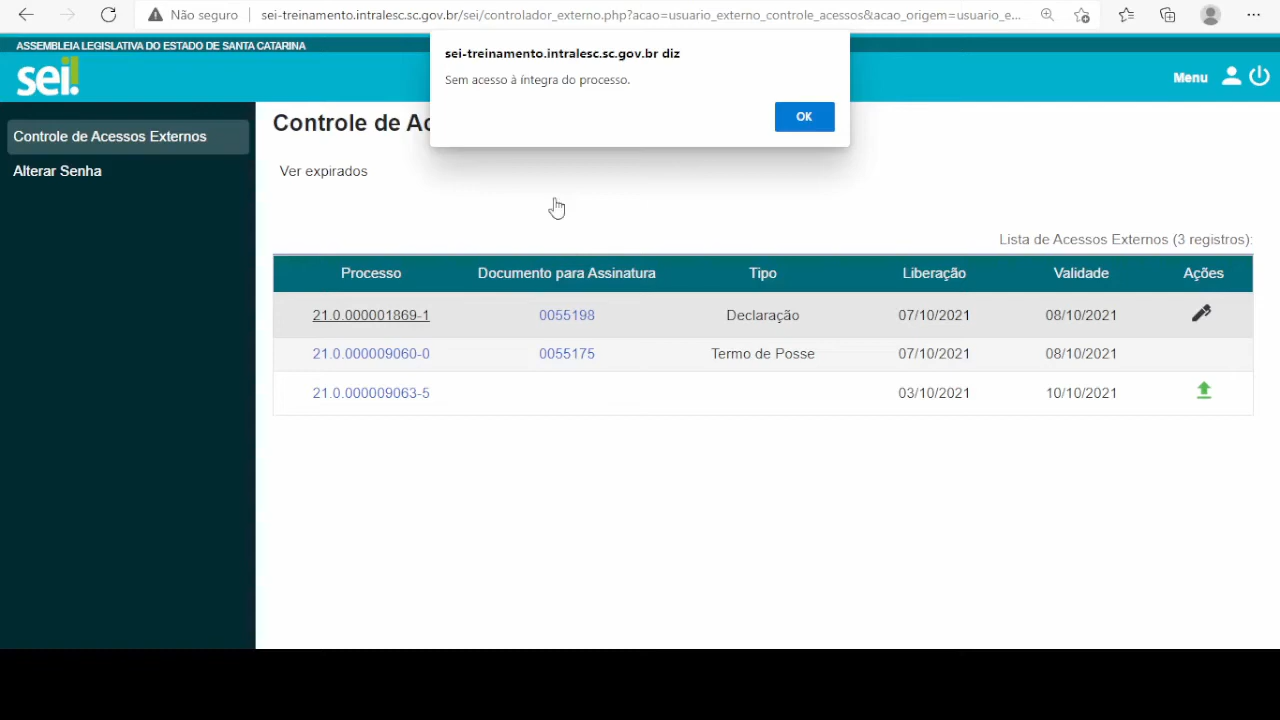 Não seguro
sei-treinamento.intralesc.sc.gov.br/sei/controlador_externo.php?acao=usuario_externo_controle_acessos&acao_origem=usuario_e...
ASSEMBLEIA LEGISLATIVA DO ESTADO DE SANTA CATARINA
sei!
Menu
sei-treinamento.intralesc.sc.gov.br diz
Sem acesso à íntegra do processo.
OK
Controle de Acessos Externos
Alterar Senha
Controle de Ac
Ver expirados
Lista de Acessos Externos (3 registros):
Processo Documento para Assinatura Tipo Liberação Validade Ações
21.0.000001869-1 0055198 Declaração 07/10/2021 08/10/2021
21.0.000009060-0 0055175 Termo de Posse 07/10/2021 08/10/2021
21.0.000009063-5 03/10/2021 10/10/2021